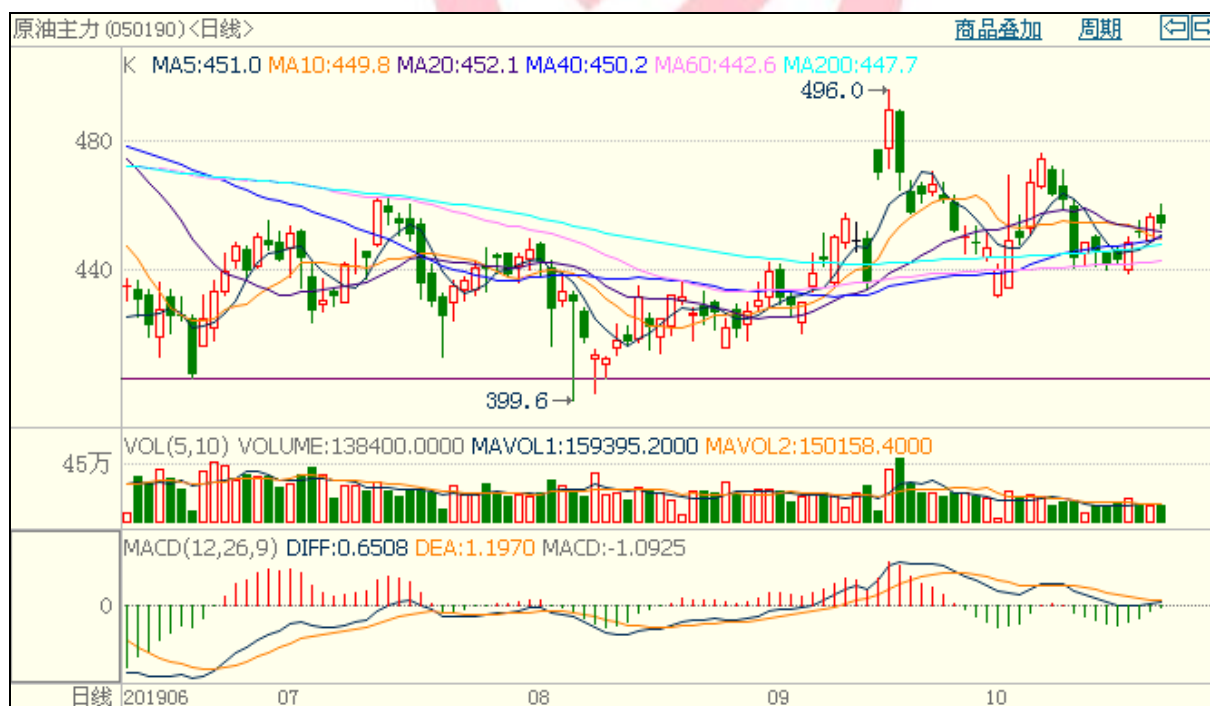 原油主力(050190)<日线> 商品叠加 周期
K MA5:451.0 MA10:449.8 MA20:452.1 MA40:450.2 MA60:442.6 MA200:447.7
496.0
480
440
399.6
VOL(5,10) VOLUME:138400.0000 MAVOL1:159395.2000 MAVOL2:150158.4000
45万
MACD(12,26,9) DIFF:0.6508 DEA:1.1970 MACD:-1.0925
0
日线 201906 07 08 09 10